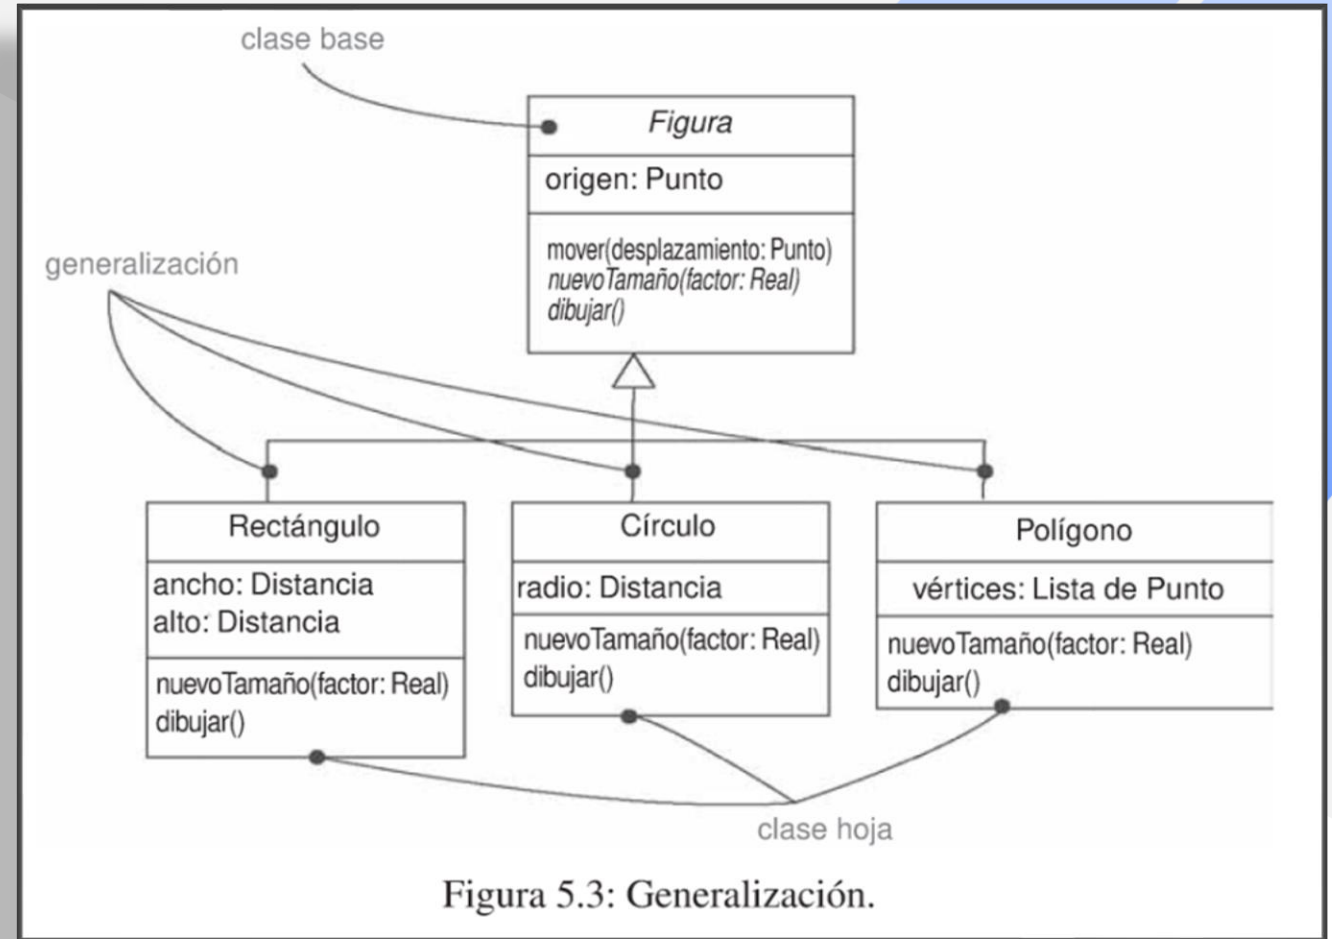 clase base
Figura
origen: Punto
mover(desplazamiento: Punto)
nuevoTamaño(factor: Real)
dibujar()
generalización
Rectángulo
ancho: Distancia
alto: Distancia
nuevoTamaño(factor: Real)
dibujar()
Círculo
radio: Distancia
nuevoTamaño(factor: Real)
dibujar()
Polígono
vértices: Lista de Punto
nuevoTamaño(factor: Real)
dibujar()
clase hoja
Figura 5.3: Generalización.